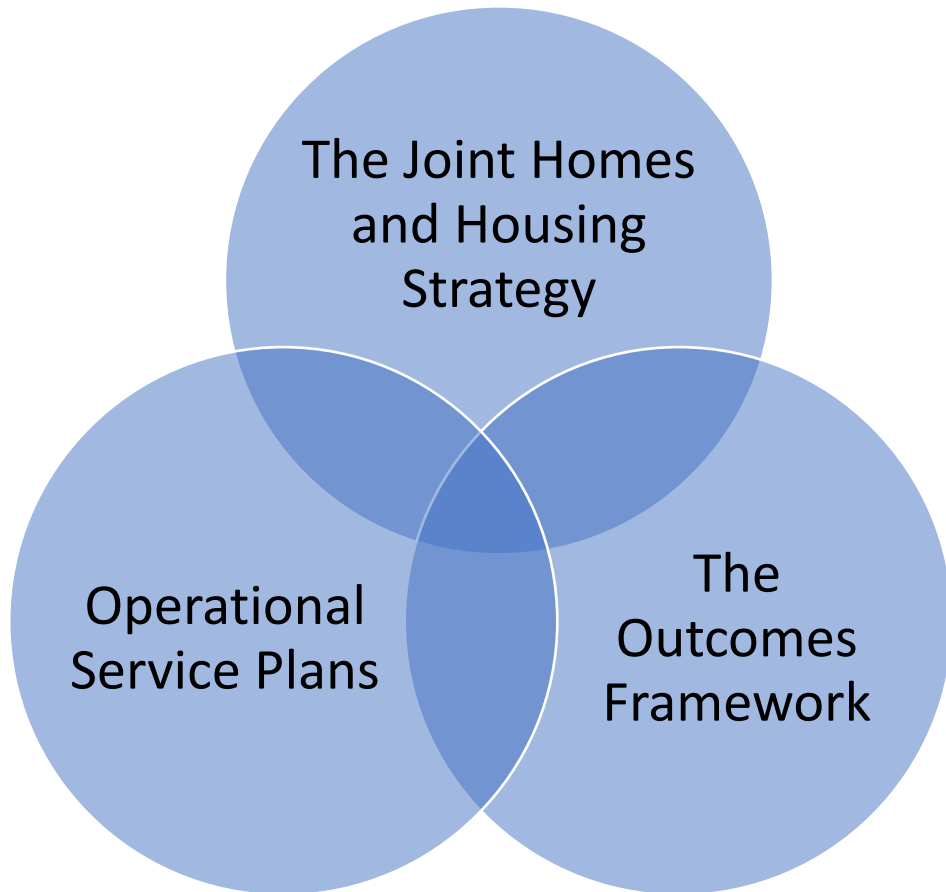 The Joint Homes
and Housing
Strategy
Operational
Service Plans
The
Outcomes
Framework